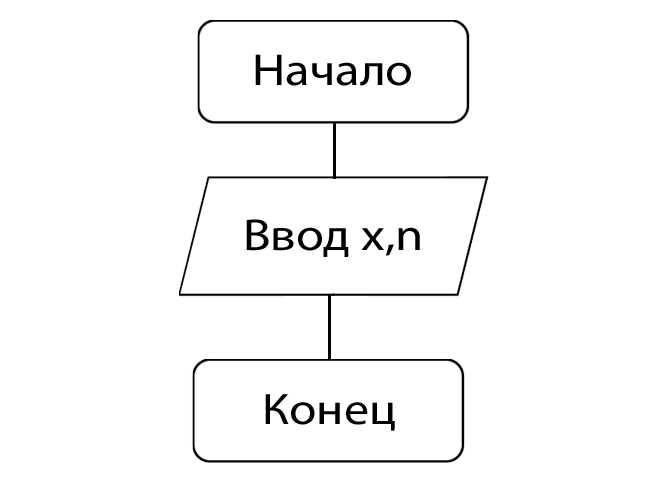 Начало
Ввод x,n
Конец